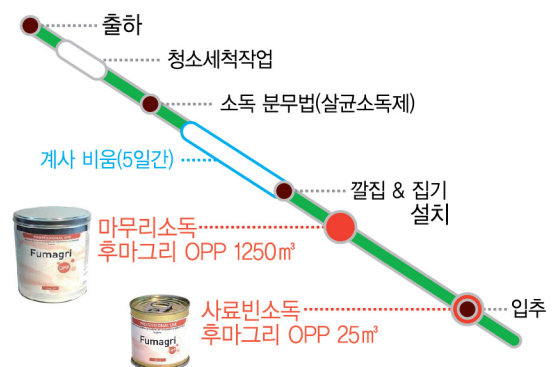 출하
청소세척작업
소독 분무법(살균소독제)
계사 비움(5일간)
깔집 & 집기
설치
마무리소독
후마그리 OPP 1250㎥
Fumagri
OPP
사료빈소독
후마그리 OPP 25㎥
Fumagri
입추